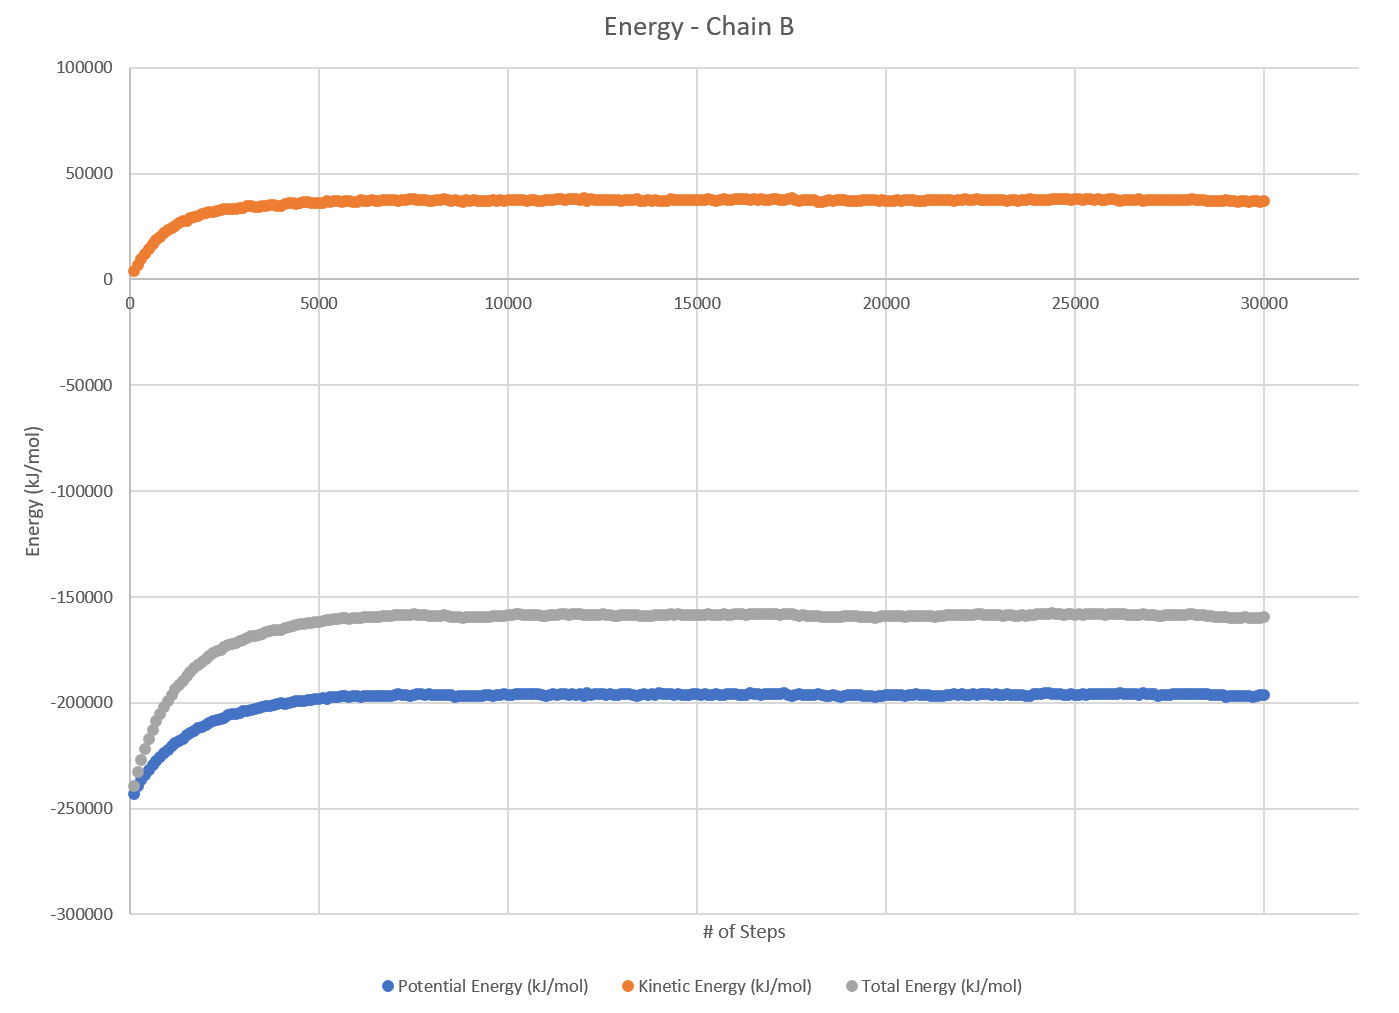 Energy - Chain B
100000
50000
0
0 5000 10000 15000 20000 25000 30000
-50000
-100000
-150000
-200000
-250000
-300000
Energy (kJ/mol)
# of Steps
Potential Energy (kJ/mol) Kinetic Energy (kJ/mol) Total Energy (kJ/mol)